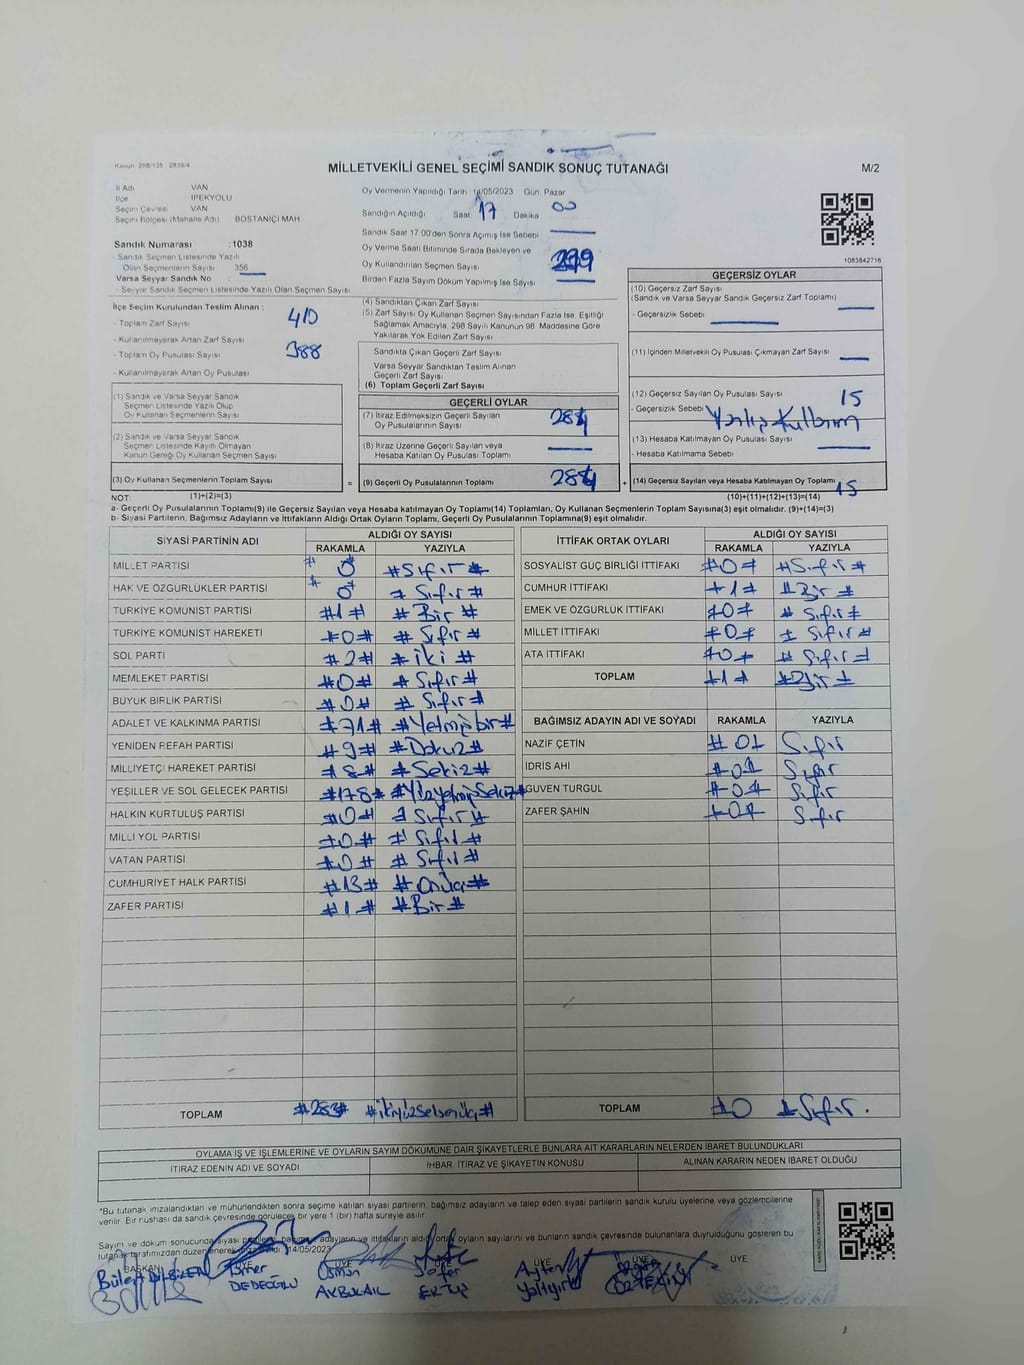 Kanun: 298/105, 2839/4
MİLLETVEKİLİ GENEL SEÇİMİ SANDIK SONUÇ TUTANAĞI
M/2
İl Adı VAN
İlçe İPEKYOLU
Seçim Çevresi VAN
Seçim Bölgesi (Mahalle Adı) BOSTANİÇİ MAH
Sandık Numarası :1038
- Sandık Seçmen Listesinde Yazılı
Olan Seçmenlerin Sayısı 356
Varsa Seyyar Sandık No :
- Seyyar Sandık Seçmen Listesinde Yazılı Olan Seçmen Sayısı
Oy Vermenin Yapıldığı Tarih 14/05/2023 Gün: Pazar
Sandığın Açıldığı Saat 17 Dakika 00
Sandık Saat 17.00'den Sonra Açılmış İse Sebebi
Oy Verme Saati Bitiminde Sırada Bekleyen ve
Oy Kullandırılan Seçmen Sayısı 299
Birden Fazla Sayım Döküm Yapılmış İse Sayısı
1083642716
İlçe Seçim Kurulundan Teslim Alınan :
- Toplam Zarf Sayısı 410
- Kullanılmayarak Artan Zarf Sayısı
- Toplam Oy Pusulası Sayısı 388
- Kullanılmayarak Artan Oy Pusulası
(1) Sandık ve Varsa Seyyar Sandık
Seçmen Listesinde Yazılı Olup
Oy Kullanan Seçmenlerin Sayısı
(2) Sandık ve Varsa Seyyar Sandık
Seçmen Listesinde Kayıtlı Olmayan
Kanun Gereği Oy Kullanan Seçmen Sayısı
(3) Oy Kullanan Seçmenlerin Toplam Sayısı =
(4) Sandıktan Çıkan Zarf Sayısı
(5) Zarf Sayısı Oy Kullanan Seçmen Sayısından Fazla İse, Eşitliği
Sağlamak Amacıyla, 298 Sayılı Kanunun 98. Maddesine Göre
Yakılarak Yok Edilen Zarf Sayısı
Sandıkta Çıkan Geçerli Zarf Sayısı
Varsa Seyyar Sandıktan Teslim Alınan
Geçerli Zarf Sayısı
(6) Toplam Geçerli Zarf Sayısı
GEÇERLİ OYLAR
(7) İtiraz Edilmeksizin Geçerli Sayılan
Oy Pusulalarının Sayısı 284
(8) İtiraz Üzerine Geçerli Sayılan veya
Hesaba Katılan Oy Pusulası Toplamı
(9) Geçerli Oy Pusulalarının Toplamı 284 +
GEÇERSİZ OYLAR
(10) Geçersiz Zarf Sayısı
(Sandık ve Varsa Seyyar Sandık Geçersiz Zarf Toplamı)
- Geçersizlik Sebebi
(11) İçinden Milletvekili Oy Pusulası Çıkmayan Zarf Sayısı
(12) Geçersiz Sayılan Oy Pusulası Sayısı 15
- Geçersizlik Sebebi
(13) Hesaba Katılmayan Oy Pusulası Sayısı
- Hesaba Katılmama Sebebi
(14) Geçersiz Sayılan veya Hesaba Katılmayan Oy Toplamı 15
NOT: (1)+(2)=(3) (10)+(11)+(12)+(13)=(14)
a- Geçerli Oy Pusulalarının Toplamı(9) ile Geçersiz Sayılan veya Hesaba katılmayan Oy Toplamı(14) Toplamları, Oy Kullanan Seçmenlerin Toplam Sayısına(3) eşit olmalıdır. (9)+(14)=(3)
b- Siyasi Partilerin, Bağımsız Adayların ve İttifakların Aldığı Ortak Oyların Toplamı, Geçerli Oy Pusulalarının Toplamına(9) eşit olmalıdır.
SİYASİ PARTİNİN ADI ALDIĞI OY SAYISI
RAKAMLA YAZIYLA
MİLLET PARTİSİ #0# #Sıfır#
HAK VE ÖZGÜRLÜKLER PARTİSİ #0# #Sıfır#
TÜRKİYE KOMÜNİST PARTİSİ #1# #Bir#
TÜRKİYE KOMÜNİST HAREKETİ #0# #Sıfır#
SOL PARTİ #2# #iki#
MEMLEKET PARTİSİ #0# #Sıfır#
BÜYÜK BİRLİK PARTİSİ #0# #Sıfır#
ADALET VE KALKINMA PARTİSİ #71# #Yetmişbir#
YENİDEN REFAH PARTİSİ #9# #Dokuz#
MİLLİYETÇİ HAREKET PARTİSİ #8# #Sekiz#
YEŞİLLER VE SOL GELECEK PARTİSİ #178# #YüzyetmişSekiz#
HALKIN KURTULUŞ PARTİSİ #0# #Sıfır#
MİLLİ YOL PARTİSİ #0# #Sıfır#
VATAN PARTİSİ #0# #Sıfır#
CUMHURİYET HALK PARTİSİ #13# #Onüç#
ZAFER PARTİSİ #1# #Bir#
TOPLAM #283# #ikiyüzseksenüç#
İTTİFAK ORTAK OYLARI ALDIĞI OY SAYISI
RAKAMLA YAZIYLA
SOSYALİST GÜÇ BİRLİĞİ İTTİFAKI #0# #Sıfır#
CUMHUR İTTİFAKI #1# #Bir#
EMEK VE ÖZGÜRLÜK İTTİFAKI #0# #Sıfır#
MİLLET İTTİFAKI #0# #Sıfır#
ATA İTTİFAKI #0# #Sıfır#
TOPLAM #1# #Bir#
BAĞIMSIZ ADAYIN ADI VE SOYADI RAKAMLA YAZIYLA
NAZİF ÇETİN #0# Sıfır
İDRİS AHİ #0# Sıfır
GÜVEN TURGUL #0# Sıfır
ZAFER ŞAHİN #0# Sıfır
TOPLAM #0 #Sıfır.
OYLAMA İŞ VE İŞLEMLERİNE VE OYLARIN SAYIM DÖKÜMÜNE DAİR ŞİKAYETLERLE BUNLARA AİT KARARLARIN NELERDEN İBARET BULUNDUKLARI
İTİRAZ EDENİN ADI VE SOYADI İHBAR, İTİRAZ VE ŞİKAYETİN KONUSU ALINAN KARARIN NEDEN İBARET OLDUĞU
*Bu tutanak imzalandıktan ve mühürlendikten sonra seçime katılan siyasi partilerin, bağımsız adayların ve talep eden siyasi partilerin sandık kurulu üyelerine veya gözlemcilerine
verilir. Bir nüshası da sandık çevresinde görülecek bir yere 1 (bir) hafta süreyle asılır.
Sayım ve döküm sonucunda siyasi partilerin, bağımsız adayların ve ittifakların aldığı ortak oyların sayılarını ve bunların sandık çevresinde bulunanlara duyrulduğunu gösteren bu
tutanak tarafımızdan düzenlenerek imzalandı. 14/05/2023
BAŞKAN ÜYE ÜYE ÜYE ÜYE ÜYE
Ömer Osman
DEDEOĞLU AKBULAIL